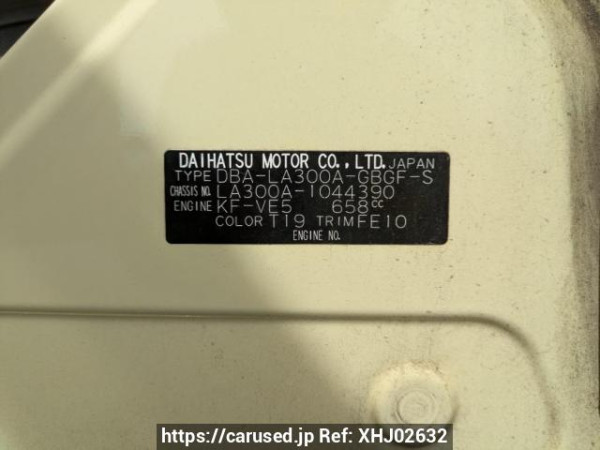 DAIHATSU MOTOR CO., LTD. JAPAN
TYPE DBA-LA300A-GBGF-S
CHASSIS NO. LA300A-1044390
ENGINE KF-VE5 658cc
COLOR T19 TRIM FE10
ENGINE NO.
https://carused.jp Ref: XHJ02632